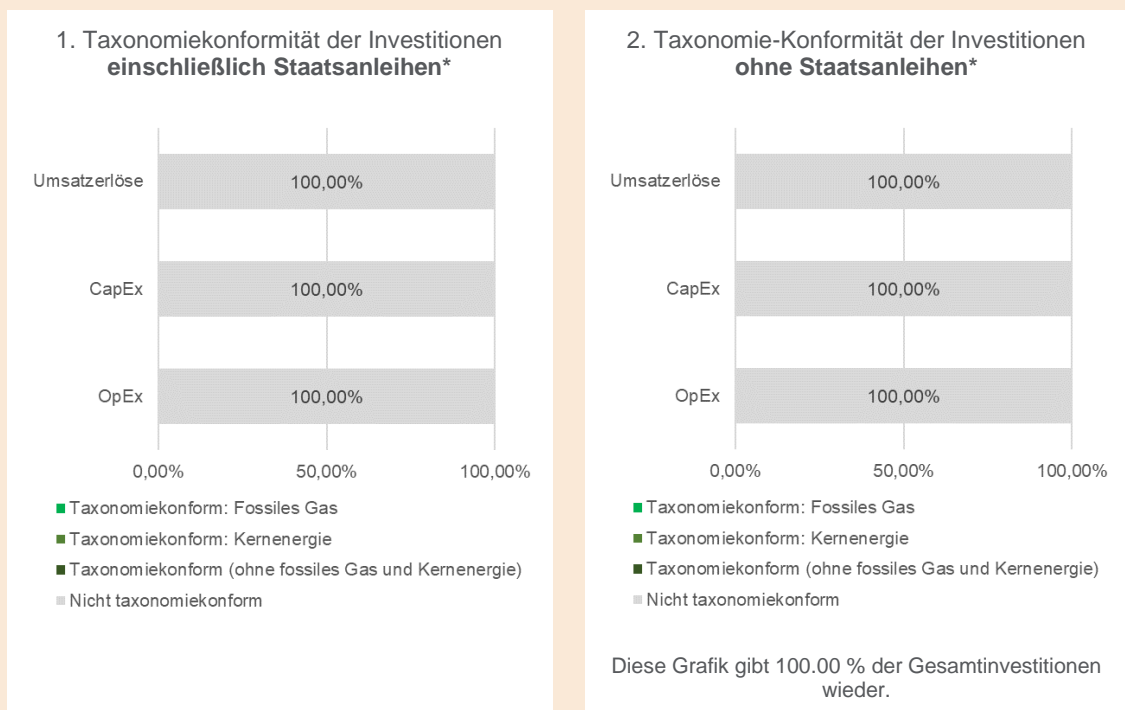 1. Taxonomiekonformität der Investitionen
einschließlich Staatsanleihen*
Umsatzerlöse
100,00%
CapEx
100,00%
OpEx
100,00%
0,00%
50,00%
100,00%
Taxonomiekonform: Fossiles Gas
Taxonomiekonform: Kernenergie
Taxonomiekonform (ohne fossiles Gas und Kernenergie)
Nicht taxonomiekonform
2. Taxonomie-Konformität der Investitionen
ohne Staatsanleihen*
Umsatzerlöse
100,00%
CapEx
100,00%
OpEx
100,00%
0,00%
50,00%
100,00%
Taxonomiekonform: Fossiles Gas
Taxonomiekonform: Kernenergie
Taxonomiekonform (ohne fossiles Gas und Kernenergie)
Nicht taxonomiekonform
Diese Grafik gibt 100.00 % der Gesamtinvestitionen
wieder.